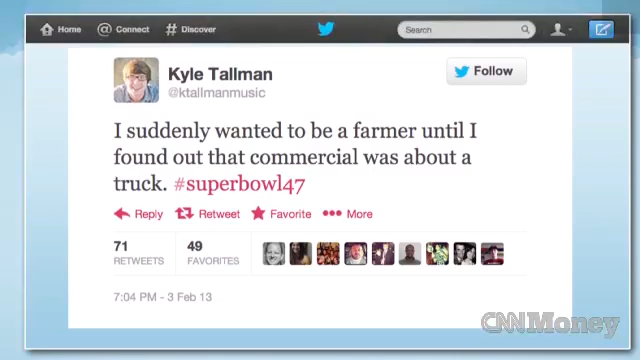 Home @ Connect # Discover Search
Kyle Tallman Follow
@ktallmanmusic
I suddenly wanted to be a farmer until I
found out that commercial was about a
truck. #superbowl47
Reply Retweet Favorite More
71 49
RETWEETS FAVORITES
7:04 PM - 3 Feb 13
CNNMoney